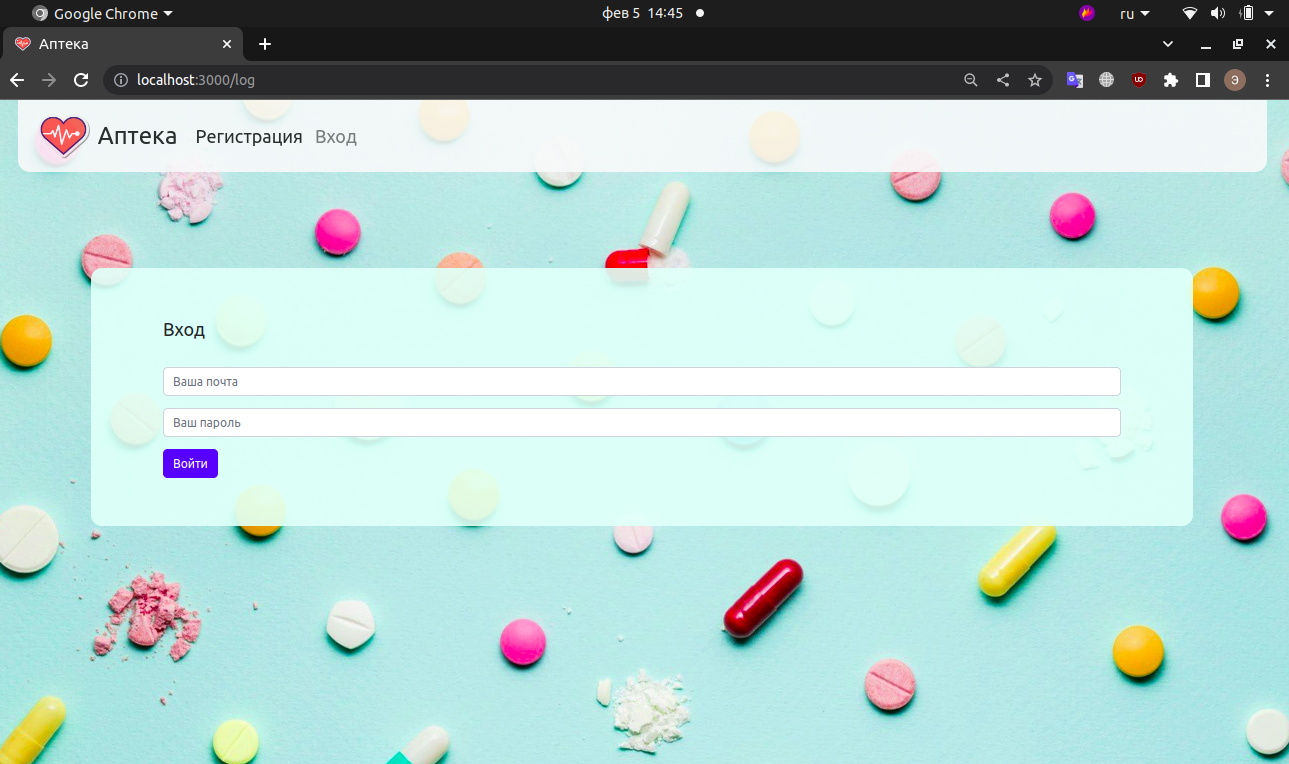 Google Chrome
фев 5 14:45
ru
Аптека
localhost:3000/log
Э
Аптека Регистрация Вход
Вход
Ваша почта
Ваш пароль
Войти